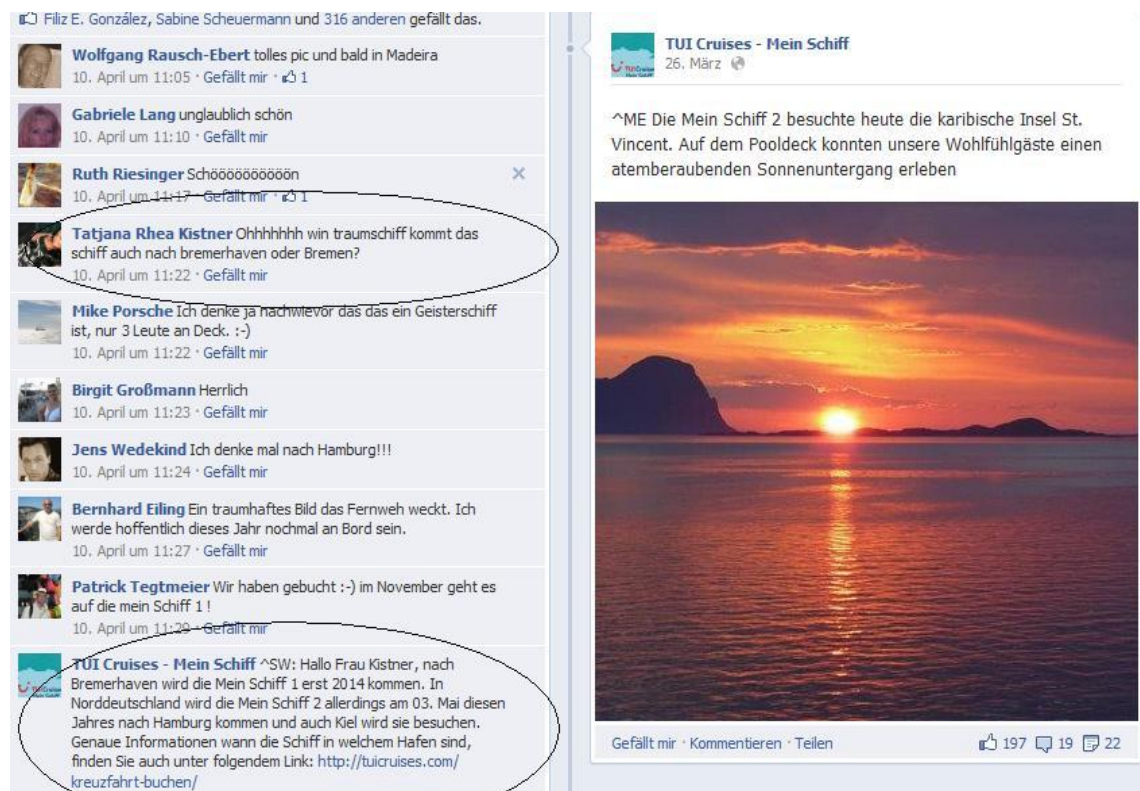 Filiz E. González, Sabine Scheuermann und 316 anderen gefällt das.
Wolfgang Rausch-Ebert tolles pic und bald in Madeira
10. April um 11:05 · Gefällt mir · 1
Gabriele Lang unglaublich schön
10. April um 11:10 · Gefällt mir
Ruth Riesinger Schöööööööööön
10. April um 11:17 · Gefällt mir · 1
Tatjana Rhea Kistner Ohhhhhhh win traumschiff kommt das
schiff auch nach bremerhaven oder Bremen?
10. April um 11:22 · Gefällt mir
Mike Porsche Ich denke ja nachwievor das das ein Geisterschiff
ist, nur 3 Leute an Deck. :-)
10. April um 11:22 · Gefällt mir
Birgit Großmann Herrlich
10. April um 11:23 · Gefällt mir
Jens Wedekind Ich denke mal nach Hamburg!!!
10. April um 11:24 · Gefällt mir
Bernhard Eiling Ein traumhaftes Bild das Fernweh weckt. Ich
werde hoffentlich dieses Jahr nochmal an Bord sein.
10. April um 11:27 · Gefällt mir
Patrick Tegtmeier Wir haben gebucht :-) im November geht es
auf die mein Schiff 1 !
10. April um 11:29 · Gefällt mir
TUI Cruises - Mein Schiff ^SW: Hallo Frau Kistner, nach
Bremerhaven wird die Mein Schiff 1 erst 2014 kommen. In
Norddeutschland wird die Mein Schiff 2 allerdings am 03. Mai diesen
Jahres nach Hamburg kommen und auch Kiel wird sie besuchen.
Genaue Informationen wann die Schiff in welchem Hafen sind,
finden Sie auch unter folgendem Link: http://tuicruises.com/
kreuzfahrt-buchen/
TUI Cruises - Mein Schiff
26. März
^ME Die Mein Schiff 2 besuchte heute die karibische Insel St.
Vincent. Auf dem Pooldeck konnten unsere Wohlfühlgäste einen
atemberaubenden Sonnenuntergang erleben
Gefällt mir · Kommentieren · Teilen 197 19 22